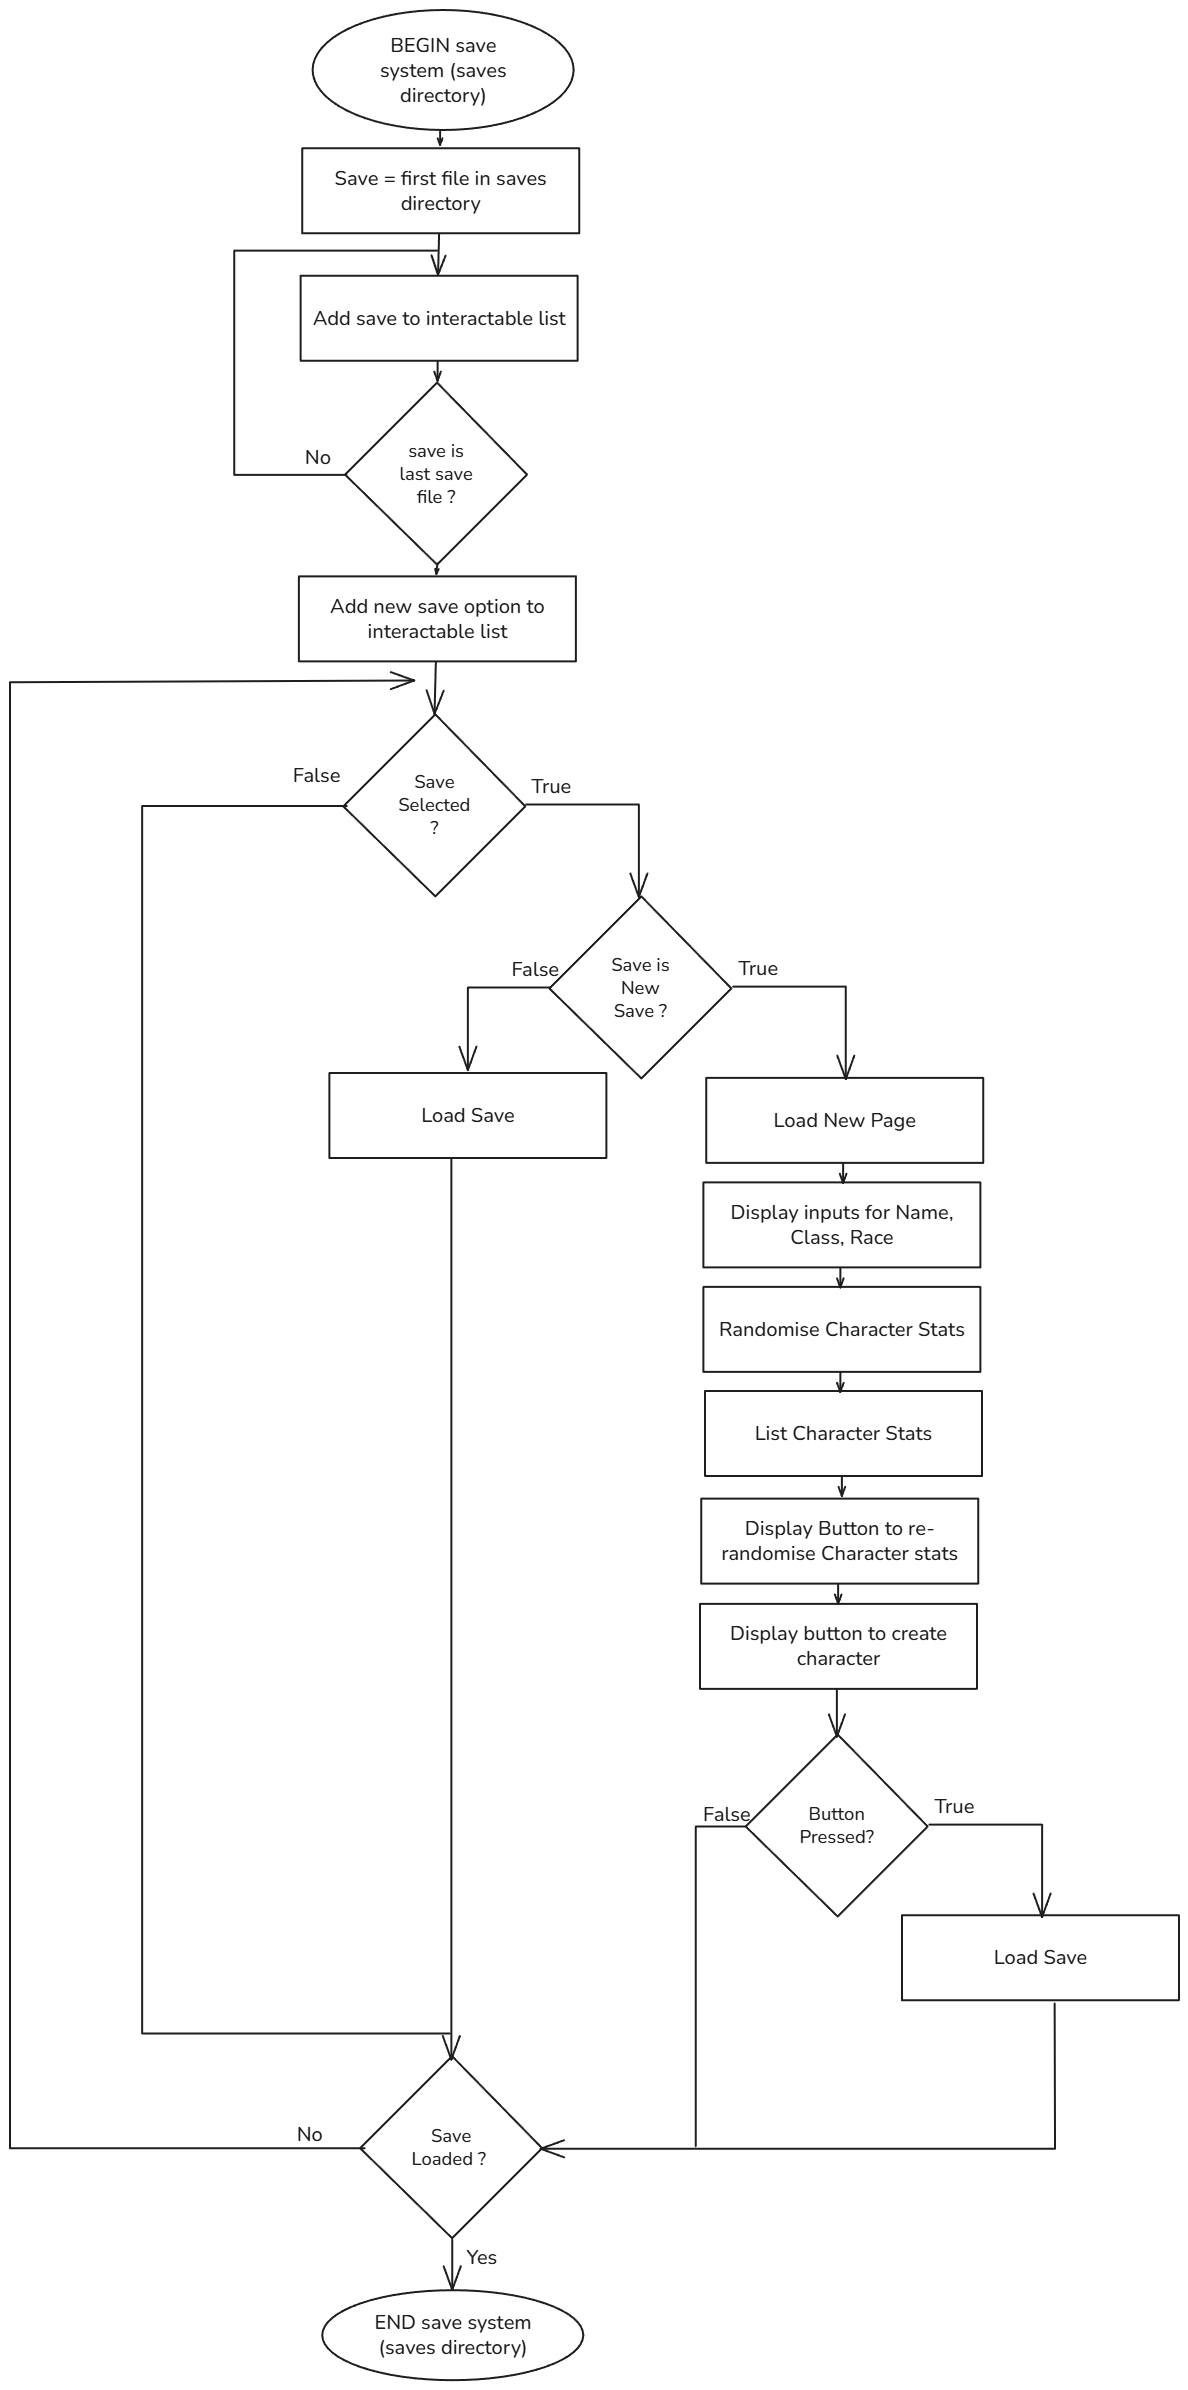 BEGIN save
system (saves
directory)
Save = first file in saves
directory
Add save to interactable list
save is
last save
file ?
No
Add new save option to
interactable list
Save
Selected
?
False
True
Save is
New
Save ?
False
True
Load Save
Load New Page
Display inputs for Name,
Class, Race
Randomise Character Stats
List Character Stats
Display Button to re-
randomise Character stats
Display button to create
character
Button
Pressed?
False
True
Load Save
Save
Loaded ?
No
Yes
END save system
(saves directory)